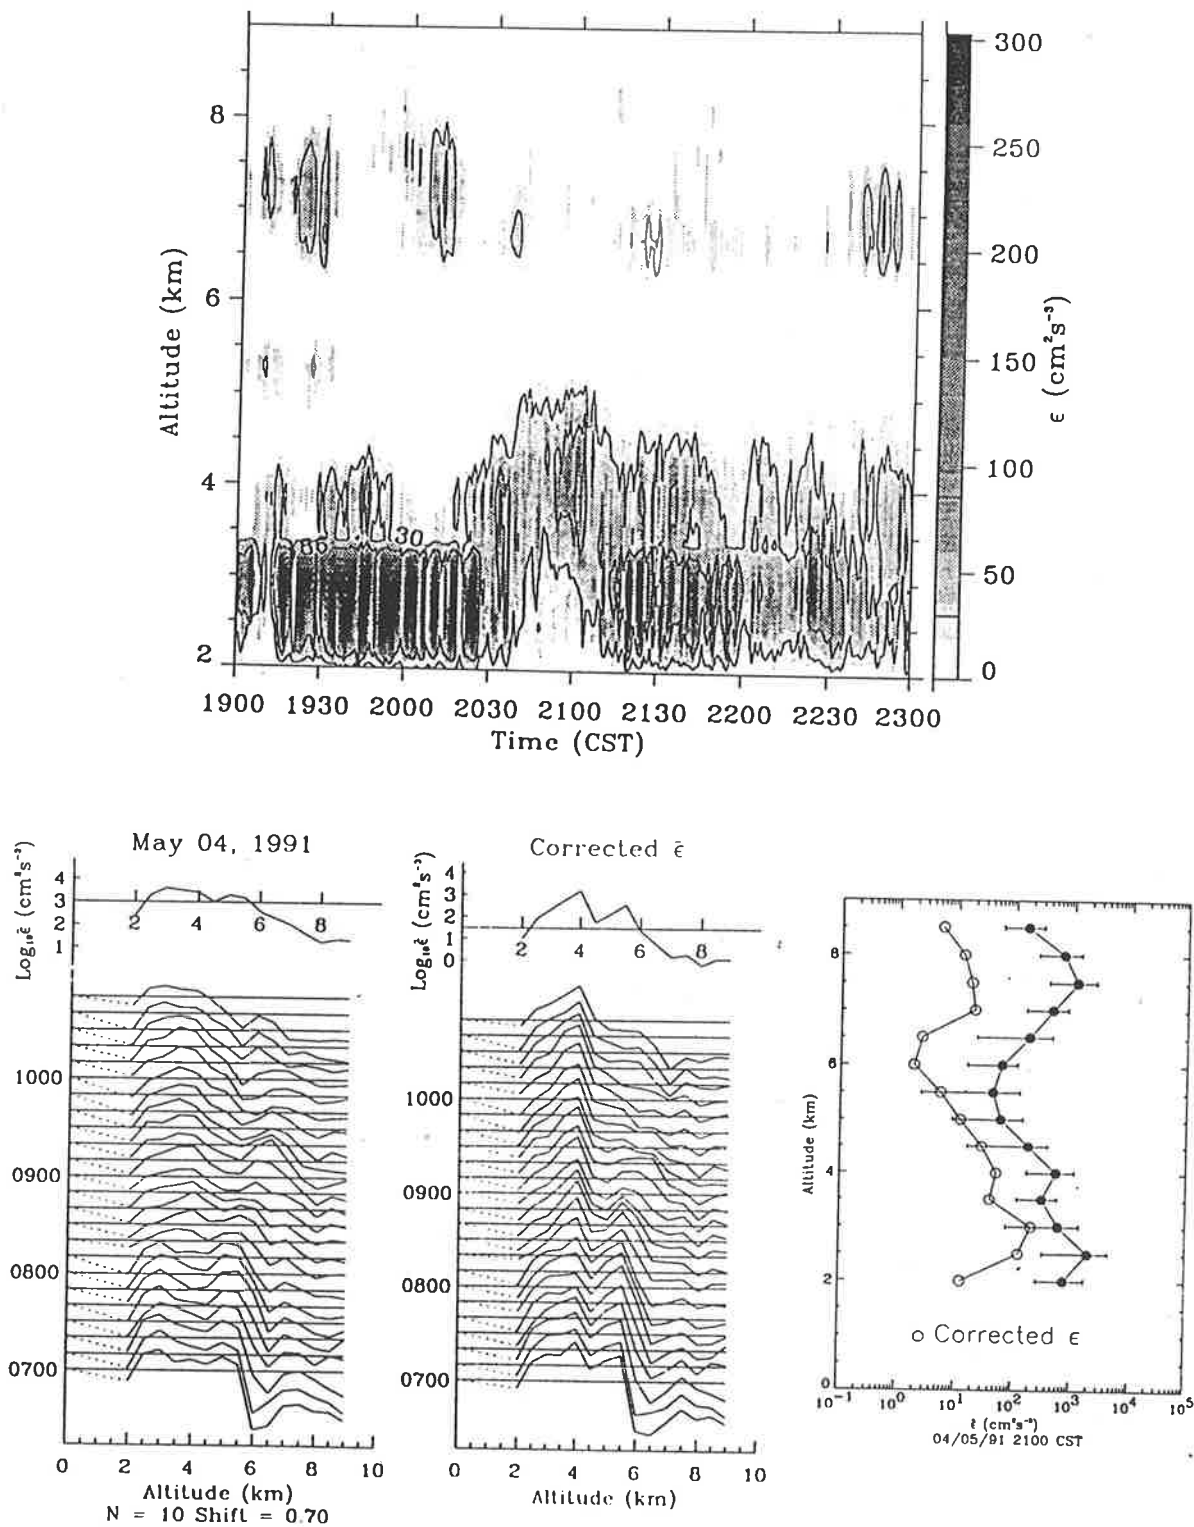 300
250
200
150
100
50
0
ϵ (cm²s⁻³)
8
6
4
2
Altitude (km)
86
30
1900 1930 2000 2030 2100 2130 2200 2230 2300
Time (CST)
May 04, 1991
Log₁₀ϵ̄ (cm²s⁻³)
4
3
2
1
2 4 6 8
1000
0900
0800
0700
0 2 4 6 8 10
Altitude (km)
N = 10 Shift = 0.70
Corrected ϵ̄
Log₁₀ϵ̄ (cm²s⁻³)
4
3
2
1
0
2 4 6 8
1000
0900
0800
0700
0 2 4 6 8 10
Altitude (km)
8
6
4
2
0
Altitude (km)
○ Corrected ϵ
10⁻¹ 10⁰ 10¹ 10² 10³ 10⁴ 10⁵
(cm²s⁻³)
04/05/91 2100 CST